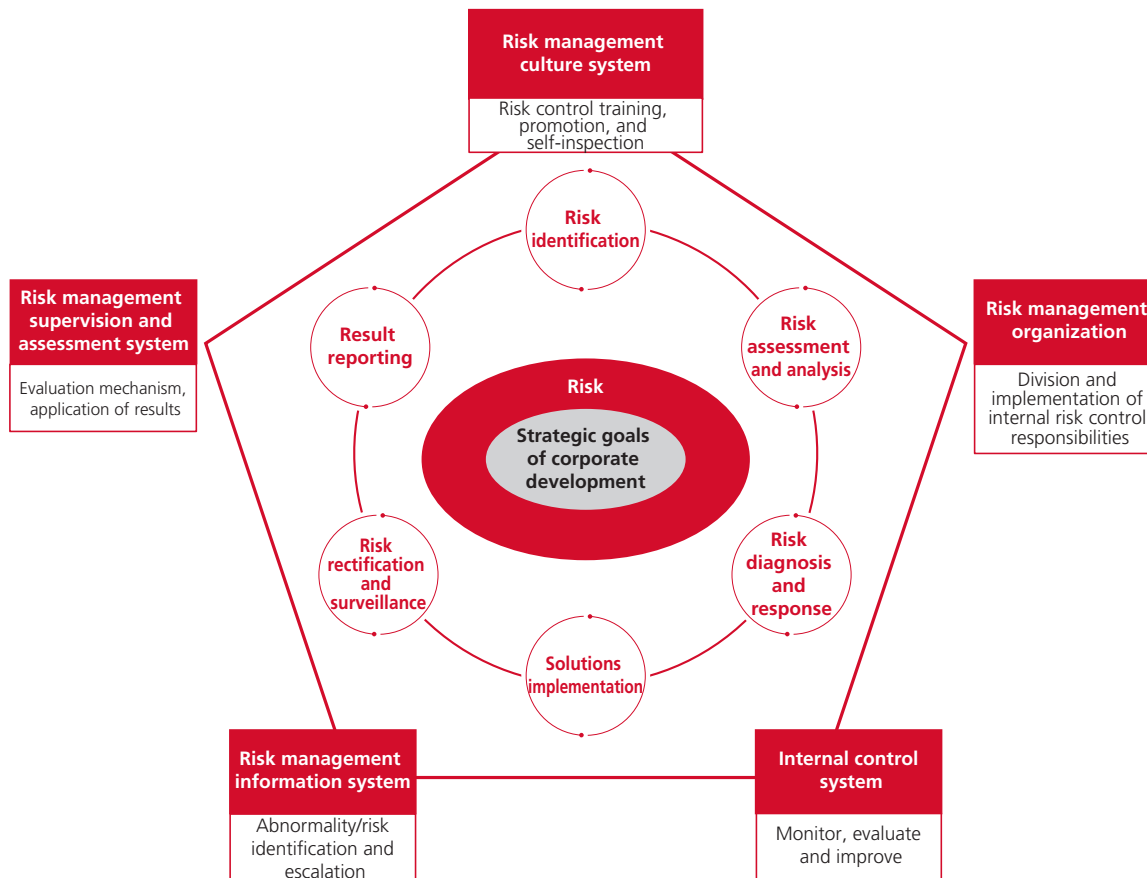 Risk management
culture system
Risk control training,
promotion, and
self-inspection
Risk
identification
Risk management
supervision and
assessment system
Evaluation mechanism,
application of results
Result
reporting
Risk
assessment
and analysis
Risk management
organization
Division and
implementation of
internal risk control
responsibilities
Risk
Strategic goals
of corporate
development
Risk
rectification
and
surveillance
Risk
diagnosis
and
response
Solutions
implementation
Risk management
information system
Abnormality/risk
identification and
escalation
Internal control
system
Monitor, evaluate
and improve